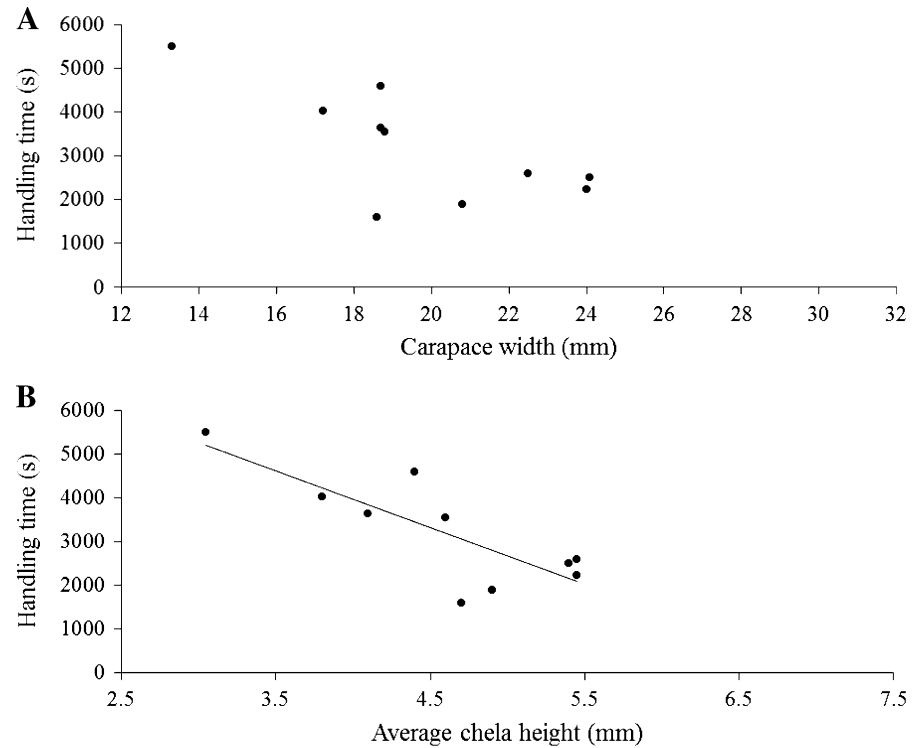 A
6000
5000
4000
3000
2000
1000
0
Handling time (s)
12 14 16 18 20 22 24 26 28 20 32
Carapace width (mm)
B
6000
5000
4000
3000
2000
1000
0
Handling time (s)
2.5 3.5 4.5 5.5 6.5 7.5
Average chela height (mm)